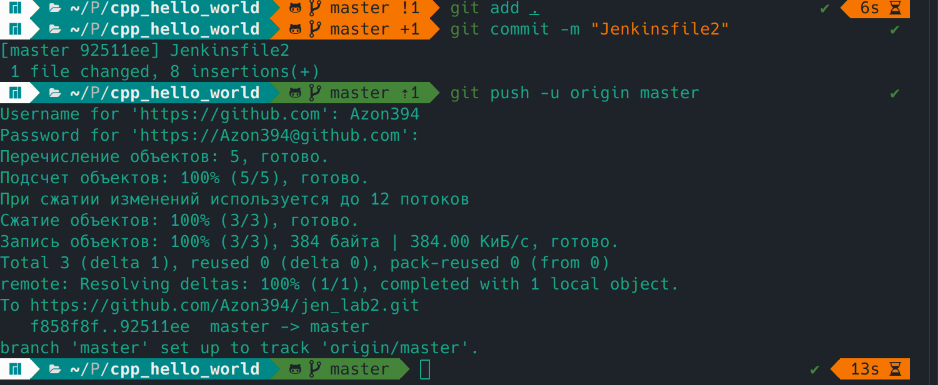 ~/P/cpp_hello_world master !1 git add . ✔ 6s
~/P/cpp_hello_world master +1 git commit -m "Jenkinsfile2" ✔
[master 92511ee] Jenkinsfile2
1 file changed, 8 insertions(+)
~/P/cpp_hello_world master ↑1 git push -u origin master ✔
Username for 'https://github.com': Azon394
Password for 'https://Azon394@github.com':
Перечисление объектов: 5, готово.
Подсчет объектов: 100% (5/5), готово.
При сжатии изменений используется до 12 потоков
Сжатие объектов: 100% (3/3), готово.
Запись объектов: 100% (3/3), 384 байта | 384.00 КиБ/с, готово.
Total 3 (delta 1), reused 0 (delta 0), pack-reused 0 (from 0)
remote: Resolving deltas: 100% (1/1), completed with 1 local object.
To https://github.com/Azon394/jen_lab2.git
f858f8f..92511ee  master -> master
branch 'master' set up to track 'origin/master'.
~/P/cpp_hello_world master ✔ 13s